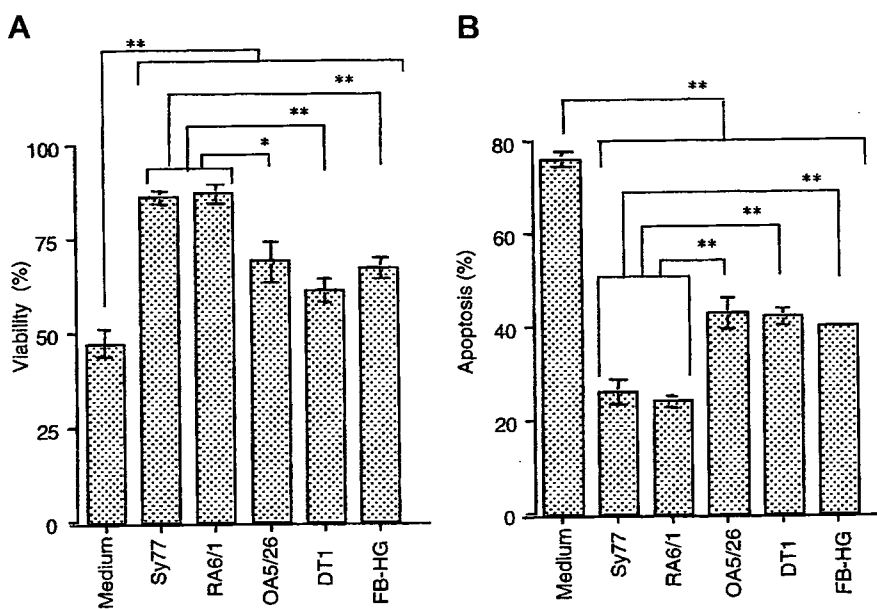 A
B
**
**
**
*
**
**
**
**
100
75
50
25
0
Viability (%)
Medium
Sy77
RA6/1
OA5/26
DT1
FB-HG
80
60
40
20
0
Apoptosis (%)
Medium
Sy77
RA6/1
OA5/26
DT1
FB-HG